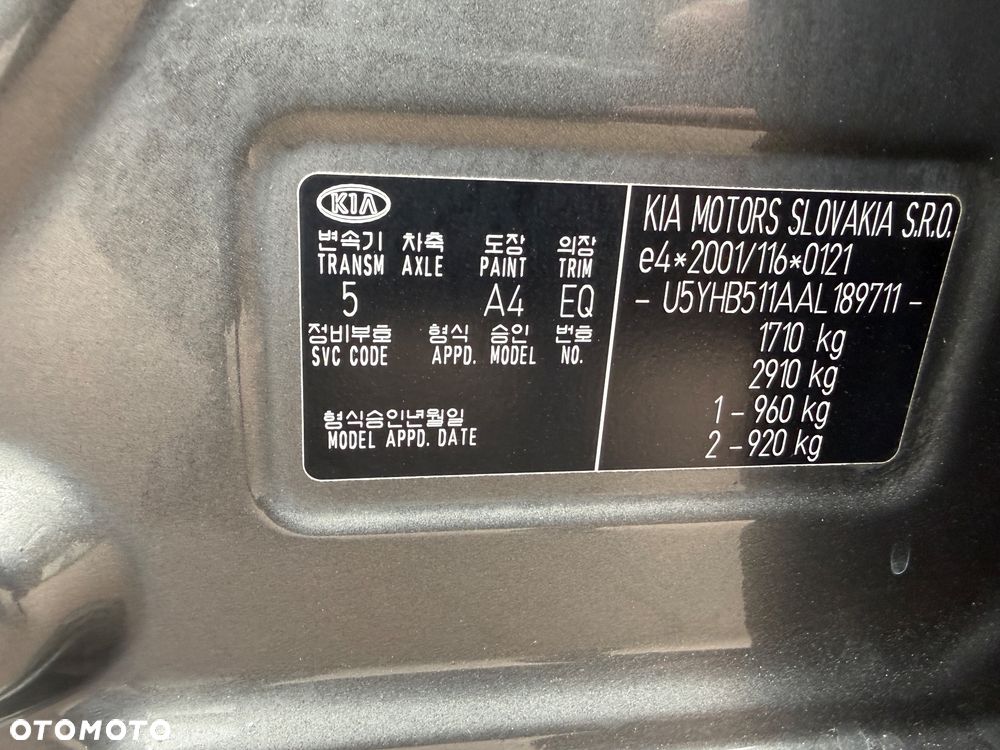 KIA
변속기 차축 도장 의장
TRANSM AXLE PAINT TRIM
5 A4 EQ
정비부호 형식 승인 번호
SVC CODE APPD. MODEL NO.
형식승인년월일
MODEL APPD. DATE
KIA MOTORS SLOVAKIA S.R.O.
e4*2001/116*0121
- U5YHB511AAL189711 -
1710 kg
2910 kg
1 - 960 kg
2 - 920 kg
OTOMOTO